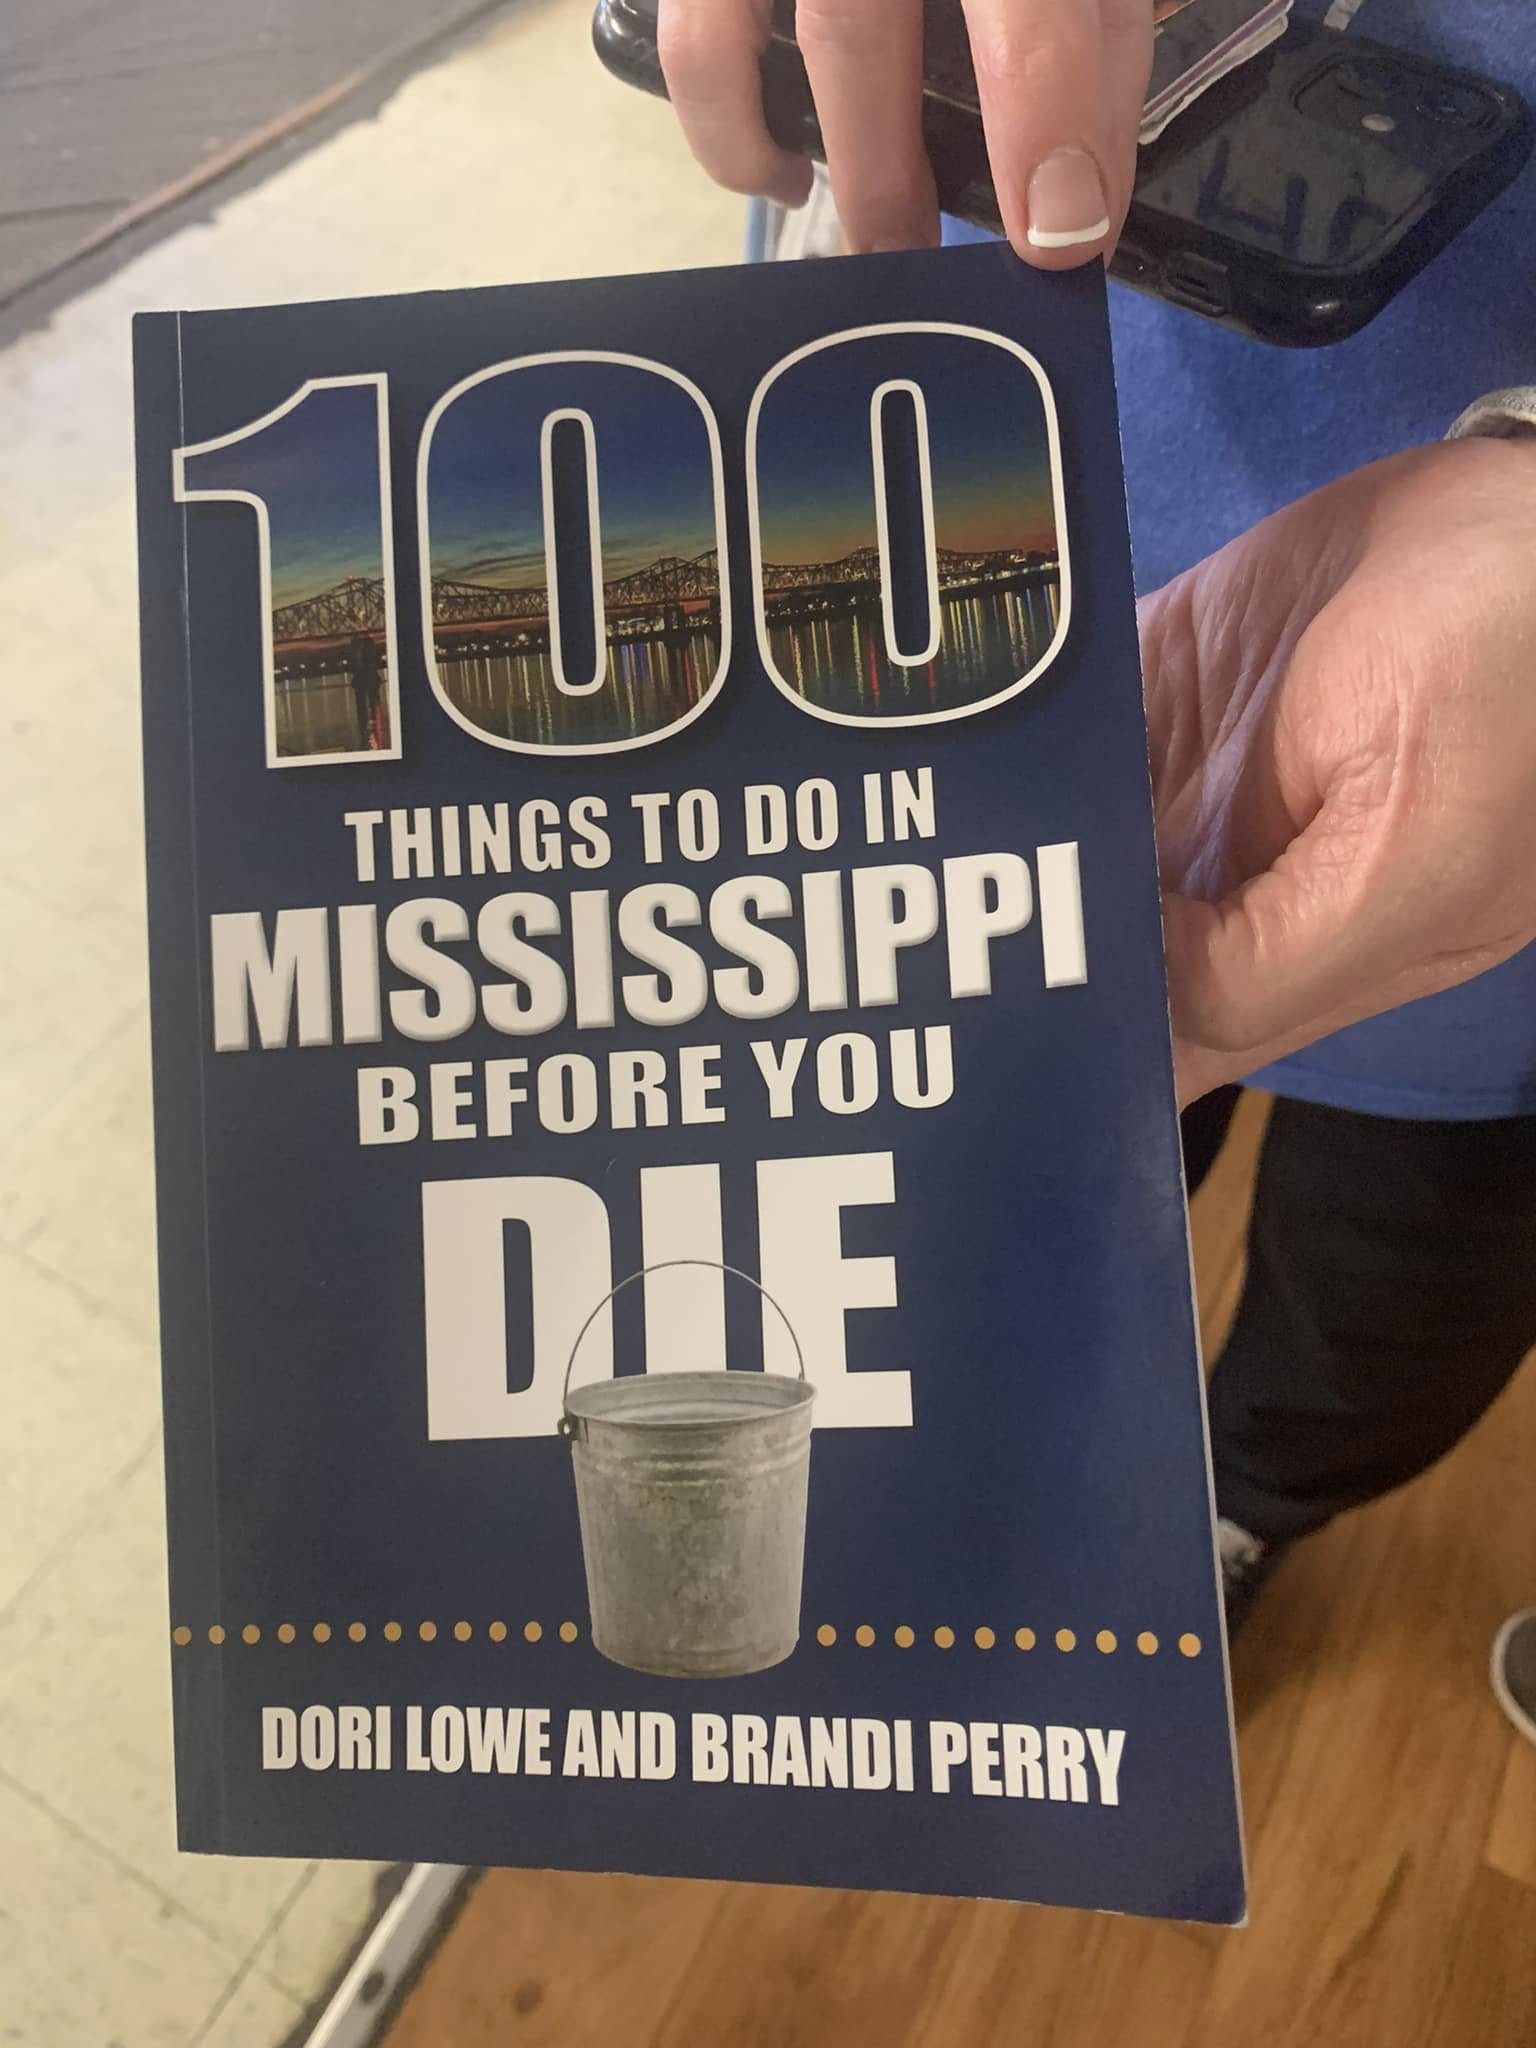 100
THINGS TO DO IN
MISSISSIPPI
BEFORE YOU
DIE
DORI LOWE AND BRANDI PERRY